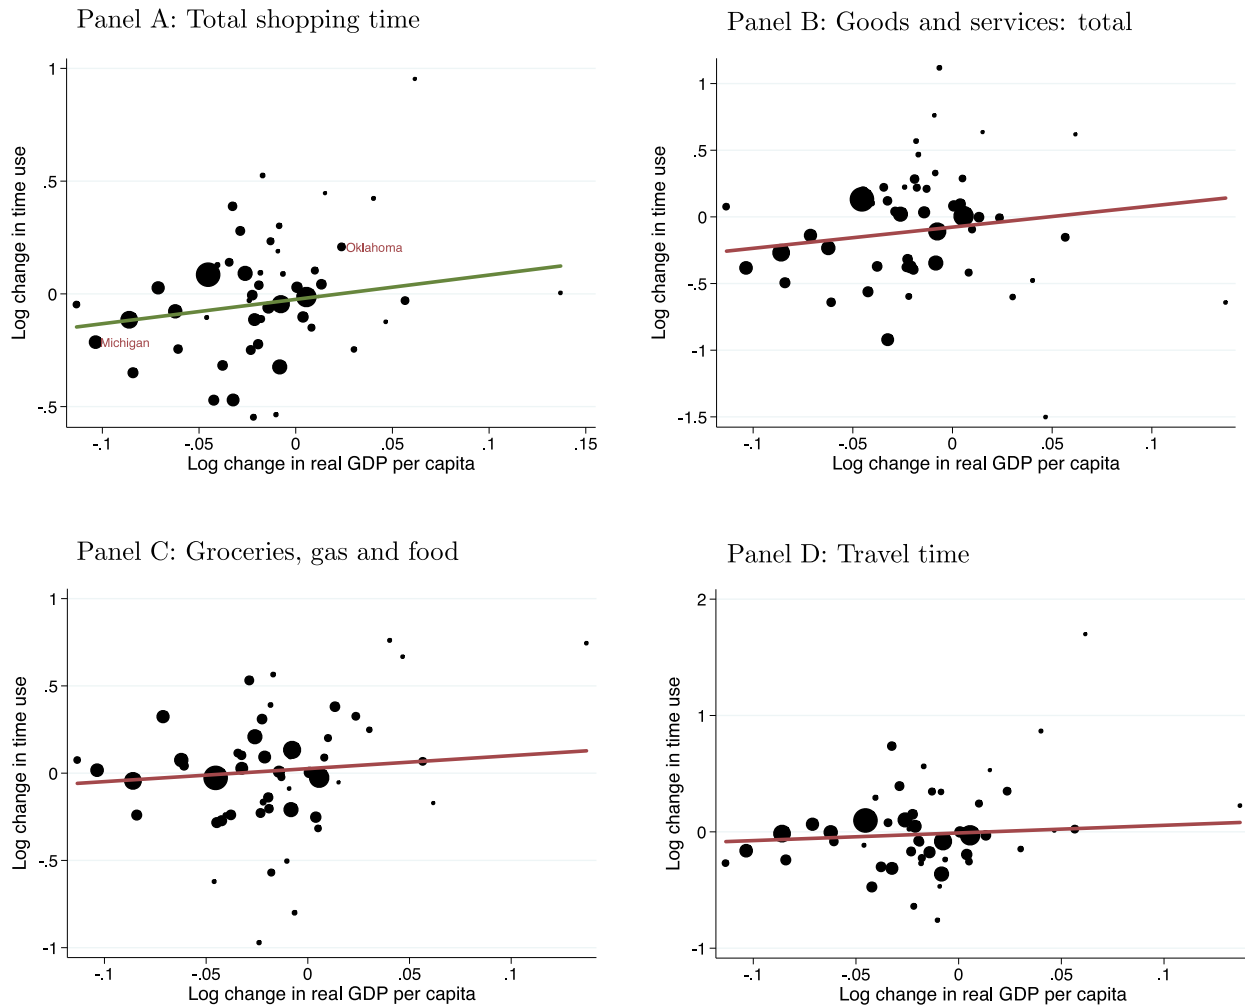 Panel A: Total shopping time
Log change in time use
1
.5
0
-.5
Oklahoma
Michigan
-.1
-.05
0
.05
.1
.15
Log change in real GDP per capita
Panel B: Goods and services: total
Log change in time use
1
.5
0
-.5
-1
-1.5
-.1
-.05
0
.05
.1
Log change in real GDP per capita
Panel C: Groceries, gas and food
Log change in time use
1
.5
0
-.5
-1
-.1
-.05
0
.05
.1
Log change in real GDP per capita
Panel D: Travel time
Log change in time use
2
1
0
-1
-.1
-.05
0
.05
.1
Log change in real GDP per capita